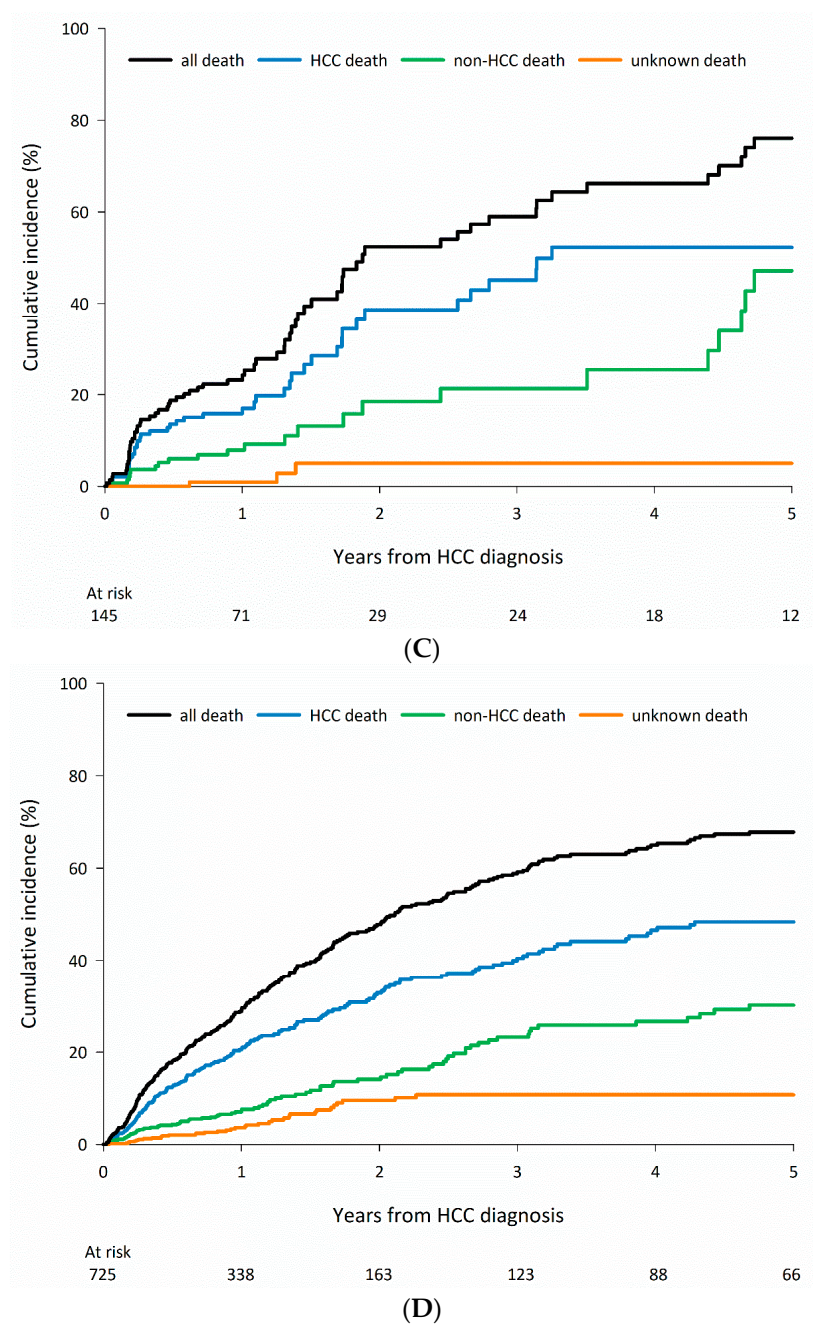 100
all death HCC death non-HCC death unknown death
80
60
40
20
0
Cumulative incidence (%)
0 1 2 3 4 5
Years from HCC diagnosis
At risk
145 71 29 24 18 12
(C)
100
all death HCC death non-HCC death unknown death
80
60
40
20
0
Cumulative incidence (%)
0 1 2 3 4 5
Years from HCC diagnosis
At risk
725 338 163 123 88 66
(D)